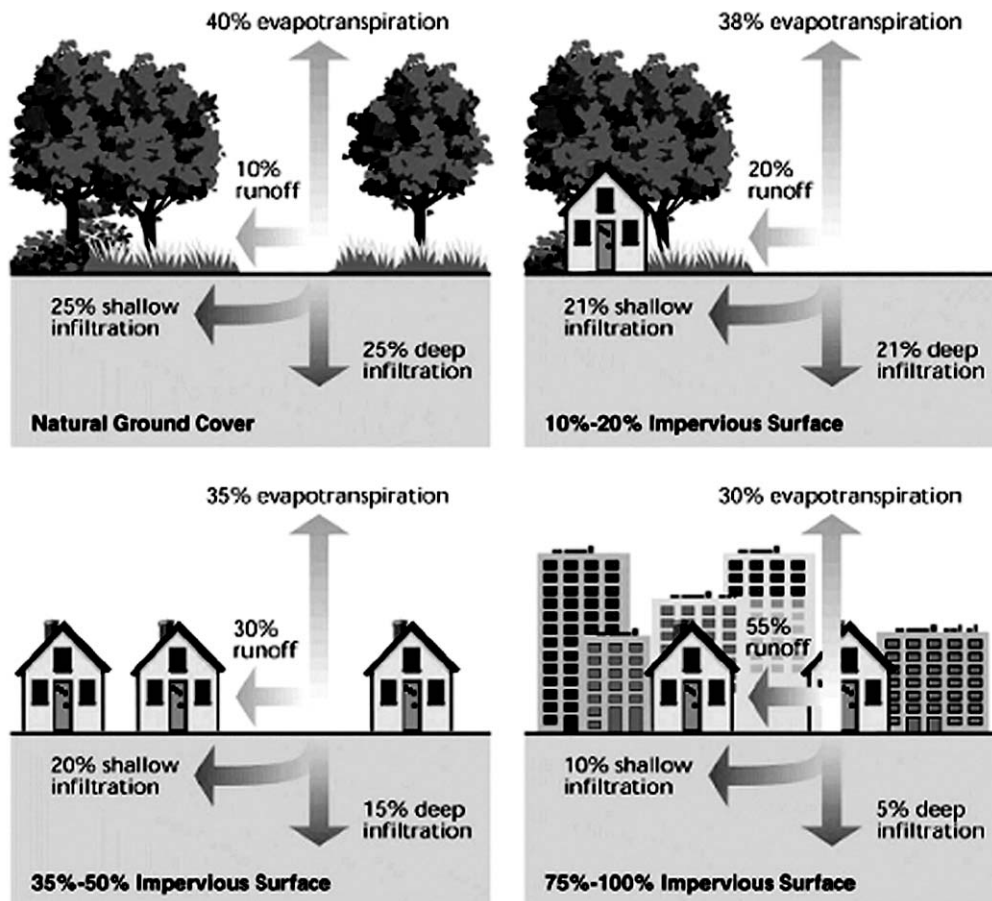 40% evapotranspiration
10%
runoff
25% shallow
infiltration
25% deep
infiltration
Natural Ground Cover
38% evapotranspiration
20%
runoff
21% shallow
infiltration
21% deep
infiltration
10%-20% Impervious Surface
35% evapotranspiration
30%
runoff
20% shallow
infiltration
15% deep
infiltration
35%-50% Impervious Surface
30% evapotranspiration
55%
runoff
10% shallow
infiltration
5% deep
infiltration
75%-100% Impervious Surface